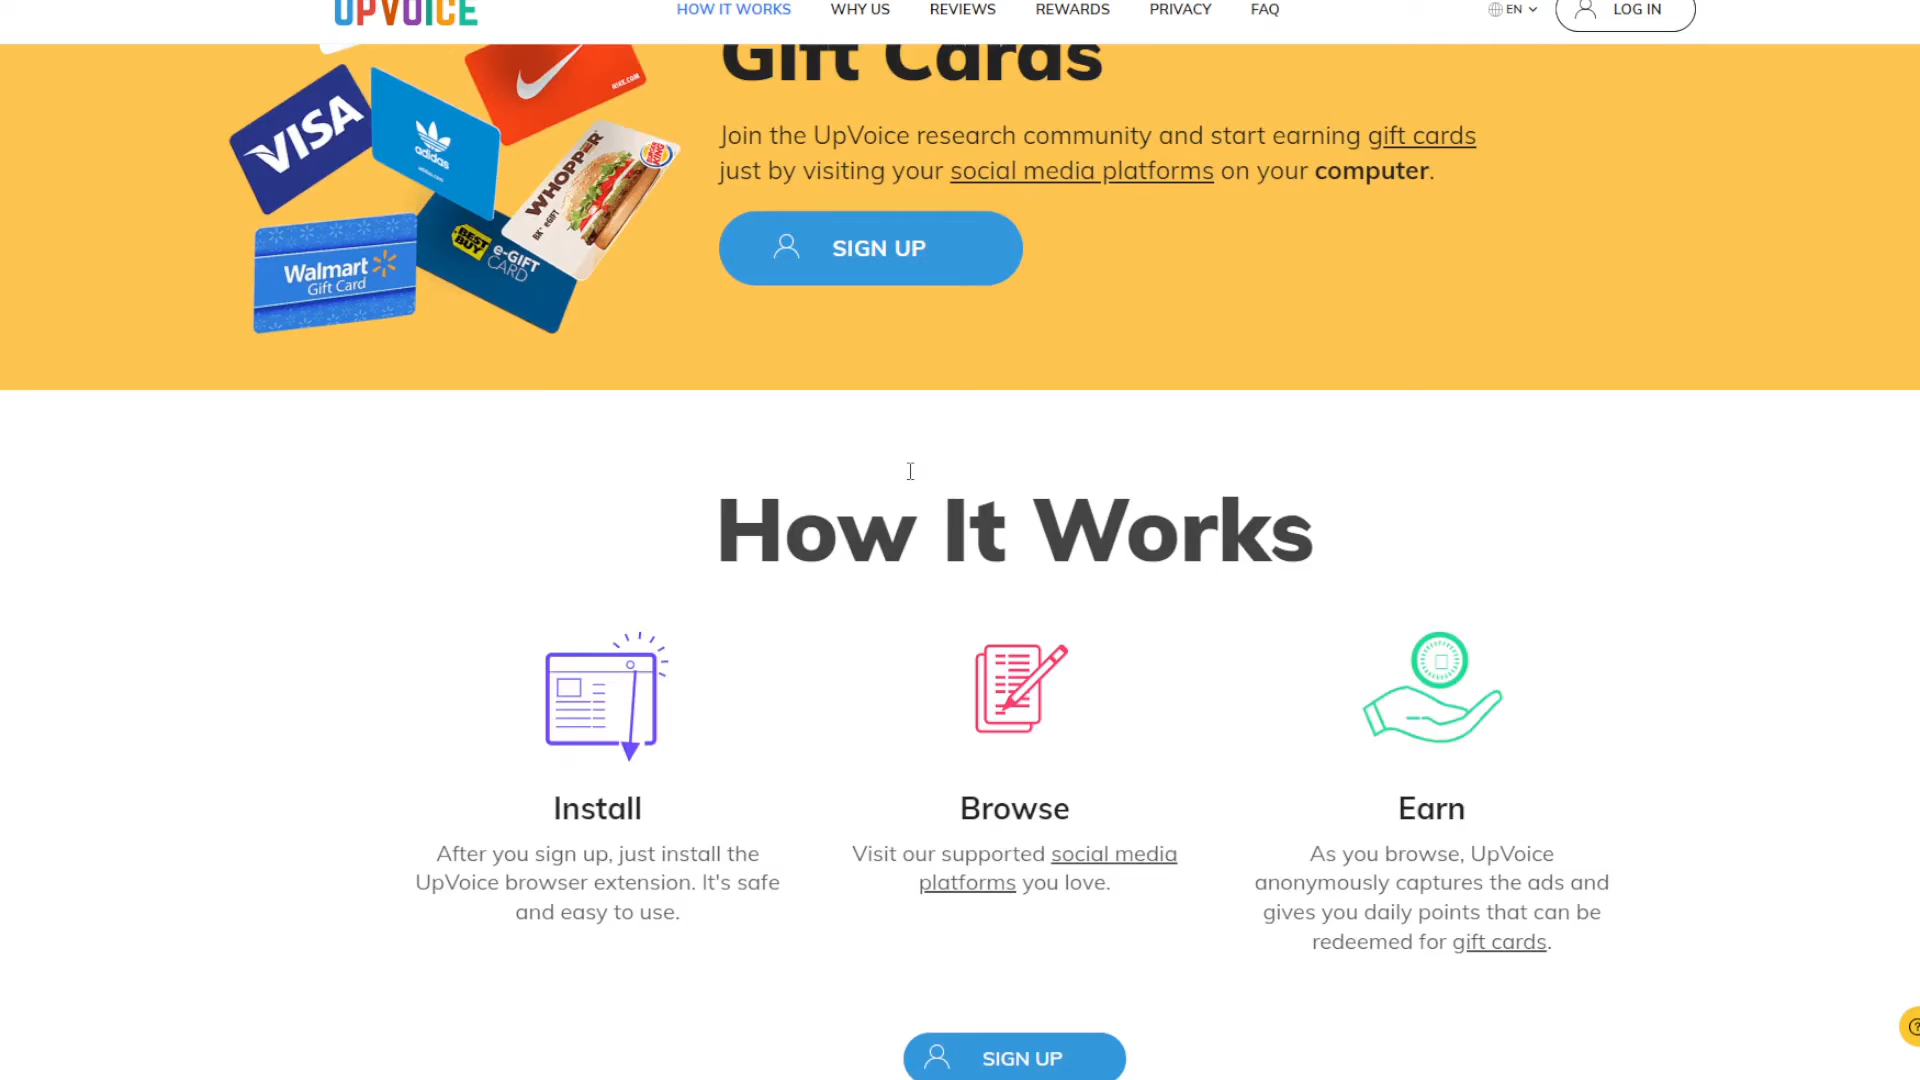 UPVOICE
HOW IT WORKS
WHY US
REVIEWS
REWARDS
PRIVACY
FAQ
EN
LOG IN
Gift Cards
Join the UpVoice research community and start earning gift cards
just by visiting your social media platforms on your computer.
SIGN UP
VISA
adidas
WHOPPER
BK eGIFT
BURGER KING
BEST BUY
e-GIFT
CARD
Walmart
Gift Card
How It Works
Install
After you sign up, just install the
UpVoice browser extension. It's safe
and easy to use.
Browse
Visit our supported social media
platforms you love.
Earn
As you browse, UpVoice
anonymously captures the ads and
gives you daily points that can be
redeemed for gift cards.
SIGN UP